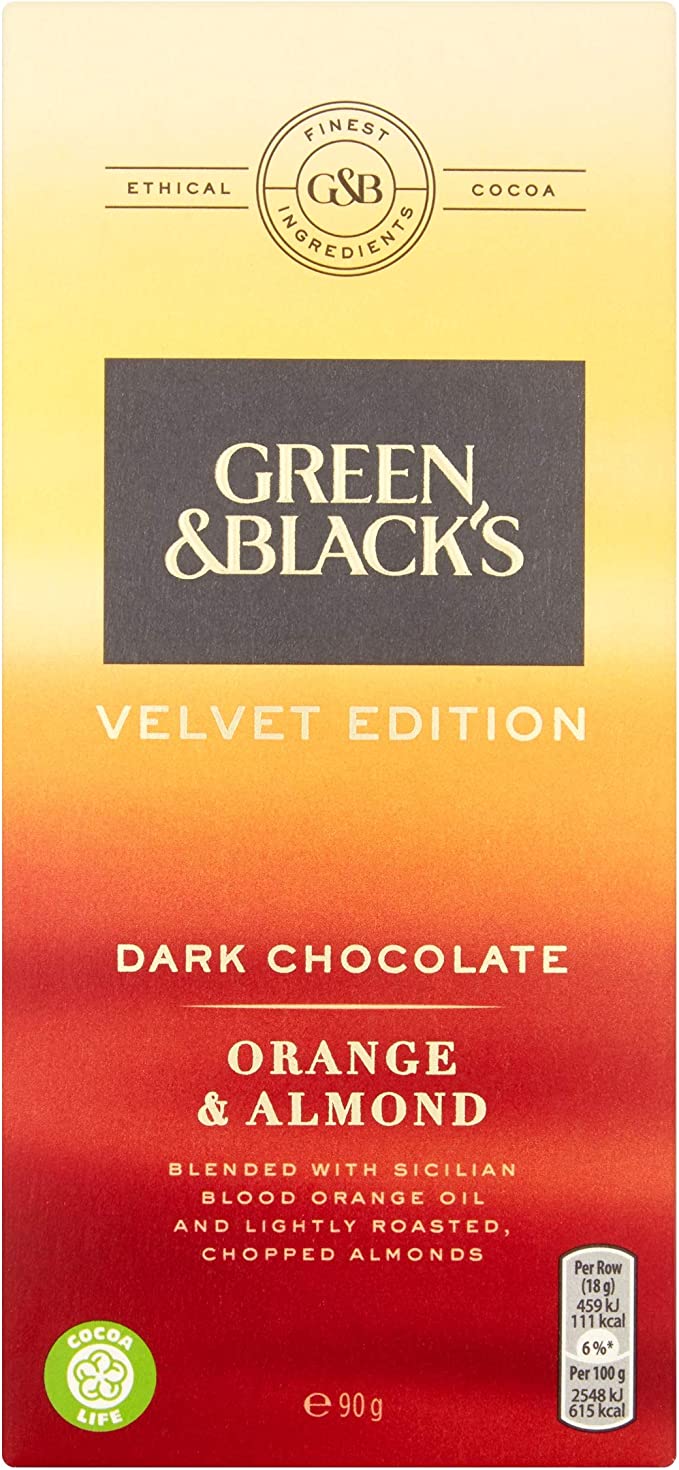 FINEST
ETHICAL G&B COCOA
INGREDIENTS
GREEN
&BLACK'S
VELVET EDITION
DARK CHOCOLATE
ORANGE
& ALMOND
BLENDED WITH SICILIAN
BLOOD ORANGE OIL
AND LIGHTLY ROASTED,
CHOPPED ALMONDS
Per Row
(18 g)
459 kJ
111 kcal
6%*
Per 100 g
2548 kJ
615 kcal
COCOA
LIFE
℮ 90 g